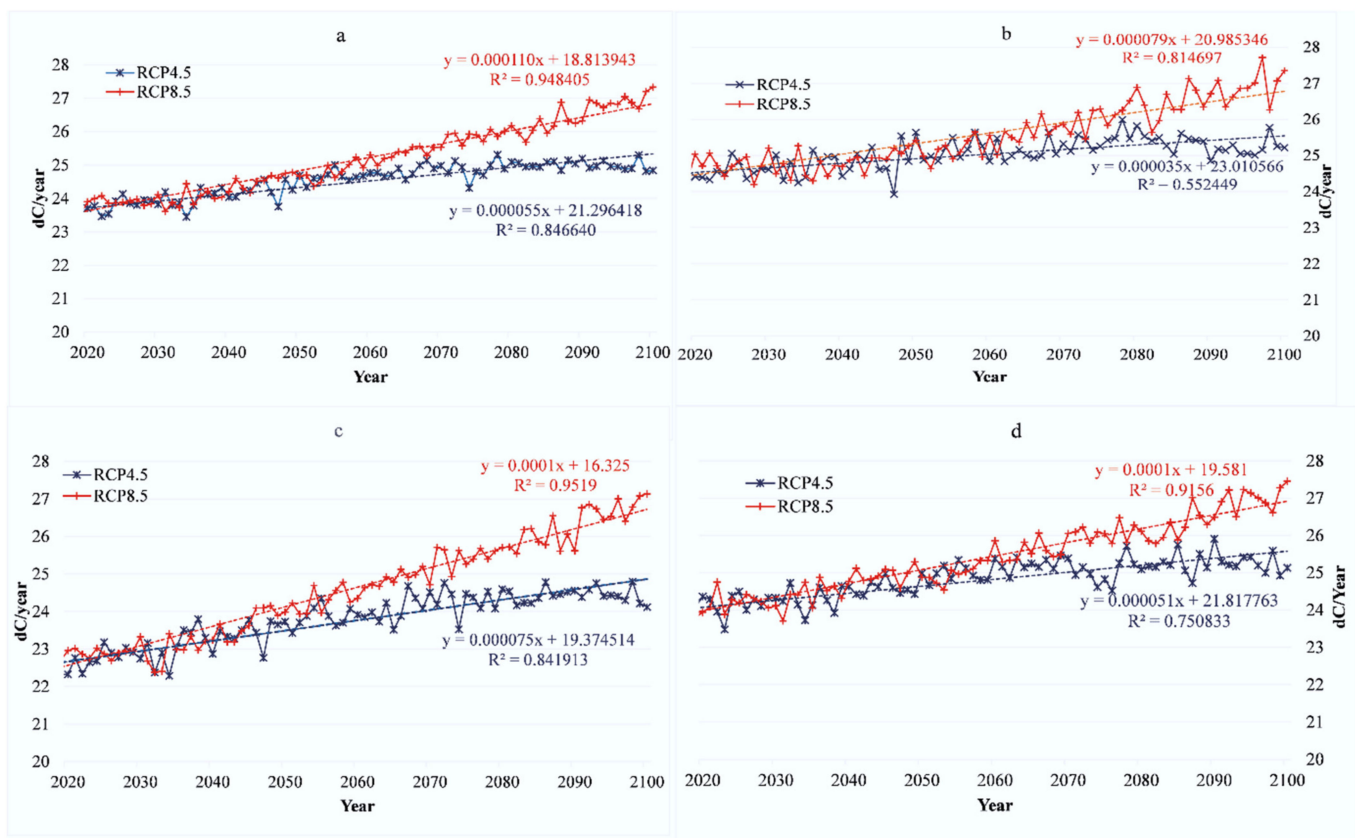 a
y = 0.000110x + 18.813943
R² = 0.948405
RCP4.5
RCP8.5
y = 0.000055x + 21.296418
R² = 0.846640
dC/year
28
27
26
25
24
23
22
21
20
2020 2030 2040 2050 2060 2070 2080 2090 2100
Year
b
y = 0.000079x + 20.985346
R² = 0.814697
RCP4.5
RCP8.5
y = 0.000035x + 23.010566
R² = 0.552449
dC/year
28
27
26
25
24
23
22
21
20
2020 2030 2040 2050 2060 2070 2080 2090 2100
Year
c
y = 0.0001x + 16.325
R² = 0.9519
RCP4.5
RCP8.5
y = 0.000075x + 19.374514
R² = 0.841913
dC/year
28
27
26
25
24
23
22
21
20
2020 2030 2040 2050 2060 2070 2080 2090 2100
Year
d
y = 0.0001x + 19.581
R² = 0.9156
RCP4.5
RCP8.5
y = 0.000051x + 21.817763
R² = 0.750833
dC/Year
28
27
26
25
24
23
22
21
20
2020 2030 2040 2050 2060 2070 2080 2090 2100
Year